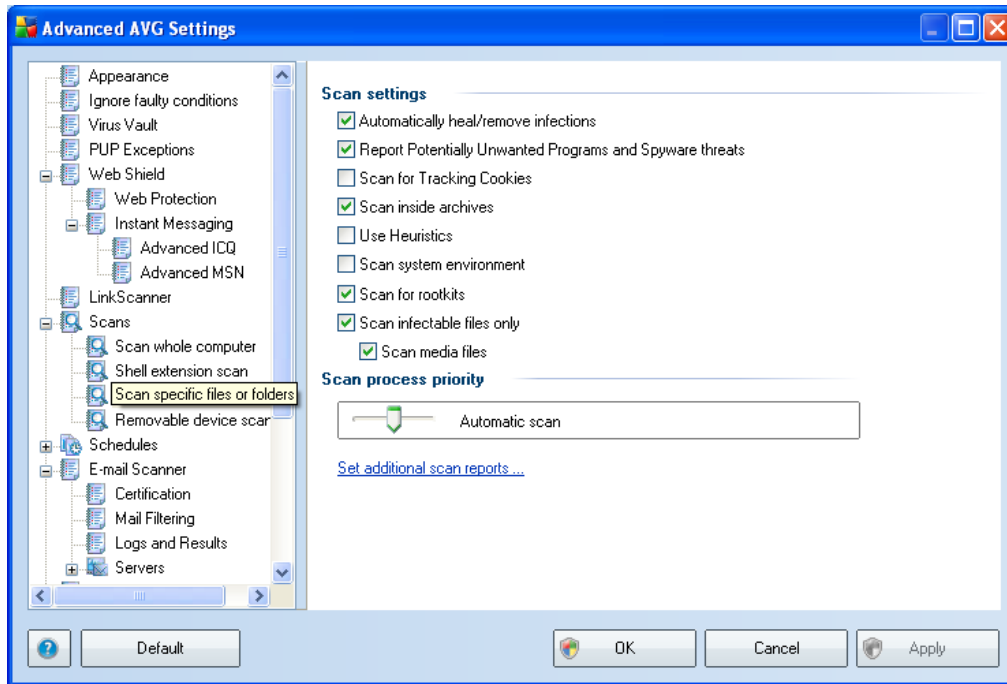 Advanced AVG Settings
Appearance
Ignore faulty conditions
Virus Vault
PUP Exceptions
Web Shield
Web Protection
Instant Messaging
Advanced ICQ
Advanced MSN
LinkScanner
Scans
Scan whole computer
Shell extension scan
Scan specific files or folders
Removable device scan
Schedules
E-mail Scanner
Certification
Mail Filtering
Logs and Results
Servers
Scan settings
Automatically heal/remove infections
Report Potentially Unwanted Programs and Spyware threats
Scan for Tracking Cookies
Scan inside archives
Use Heuristics
Scan system environment
Scan for rootkits
Scan infectable files only
Scan media files
Scan process priority
Automatic scan
Set additional scan reports ...
Default
OK
Cancel
Apply